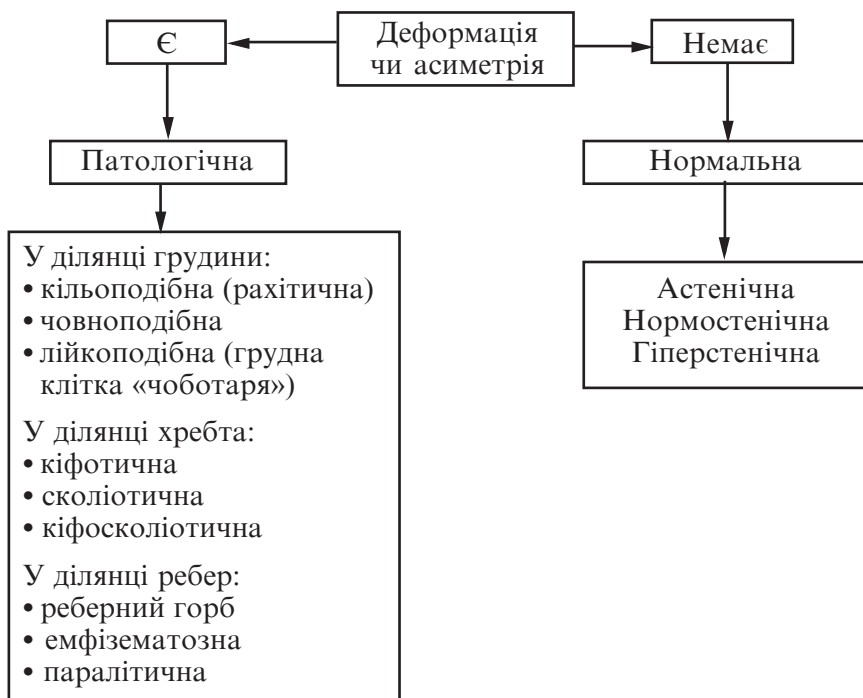 Є
Деформація
чи асиметрія
Немає
Патологічна
Нормальна
У ділянці грудини:
• кільоподібна (рахітична)
• човноподібна
• лійкоподібна (грудна
клітка «чоботаря»)
У ділянці хребта:
• кіфотична
• сколіотична
• кіфосколіотична
У ділянці ребер:
• реберний горб
• емфізематозна
• паралітична
Астенічна
Нормостенічна
Гіперстенічна